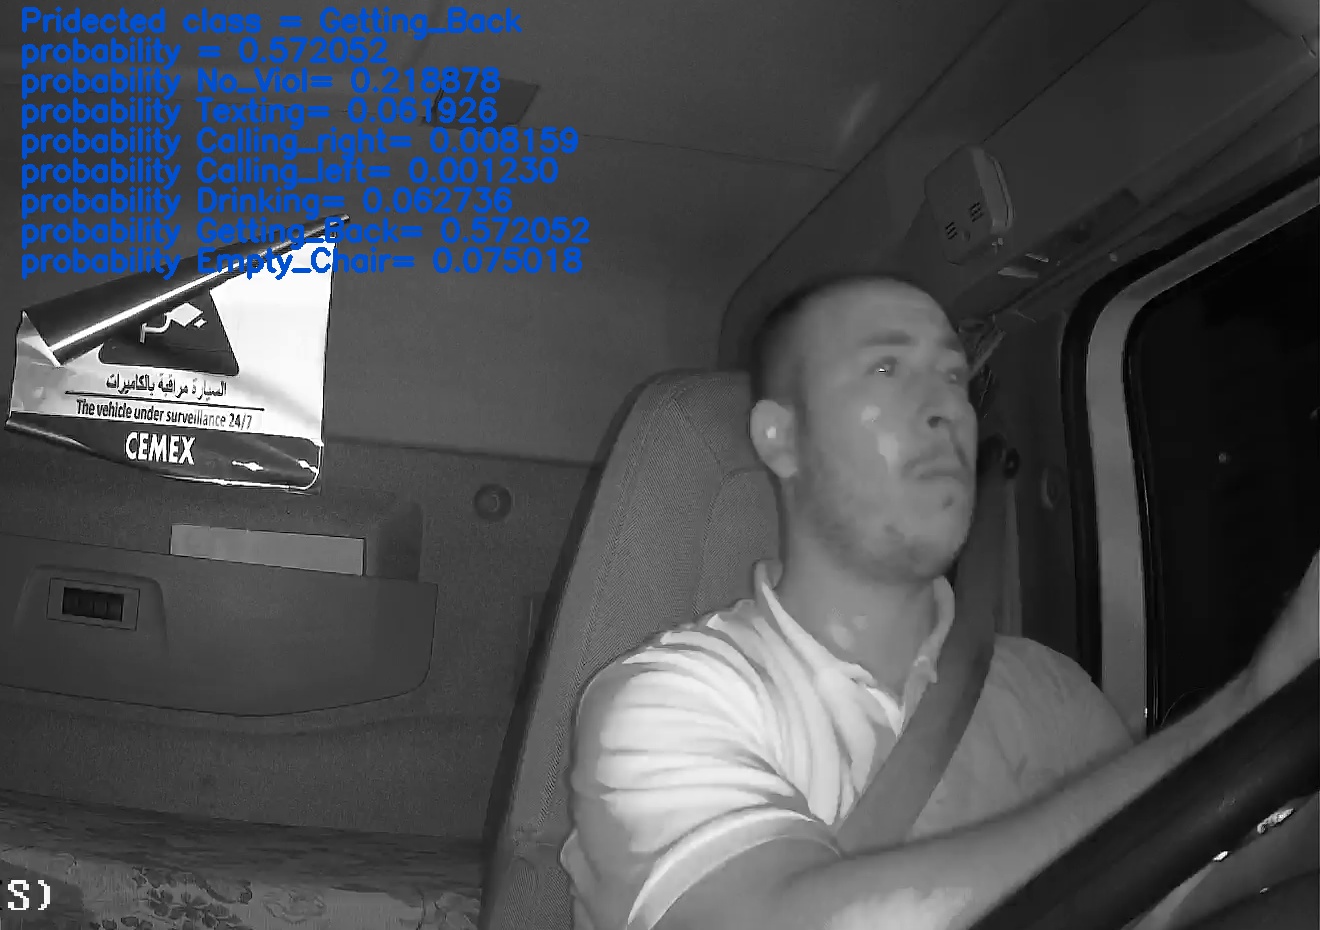 Pridected class = Getting_Back
probability = 0.572052
probability No_Viol= 0.218878
probability Texting= 0.061926
probability Calling_right= 0.008159
probability Calling_left= 0.001230
probability Drinking= 0.062736
probability Getting_Back= 0.572052
probability Empty_Chair= 0.075018
السيارة مراقبة بالكاميرات
The vehicle under surveillance 24/7
CEMEX
S)